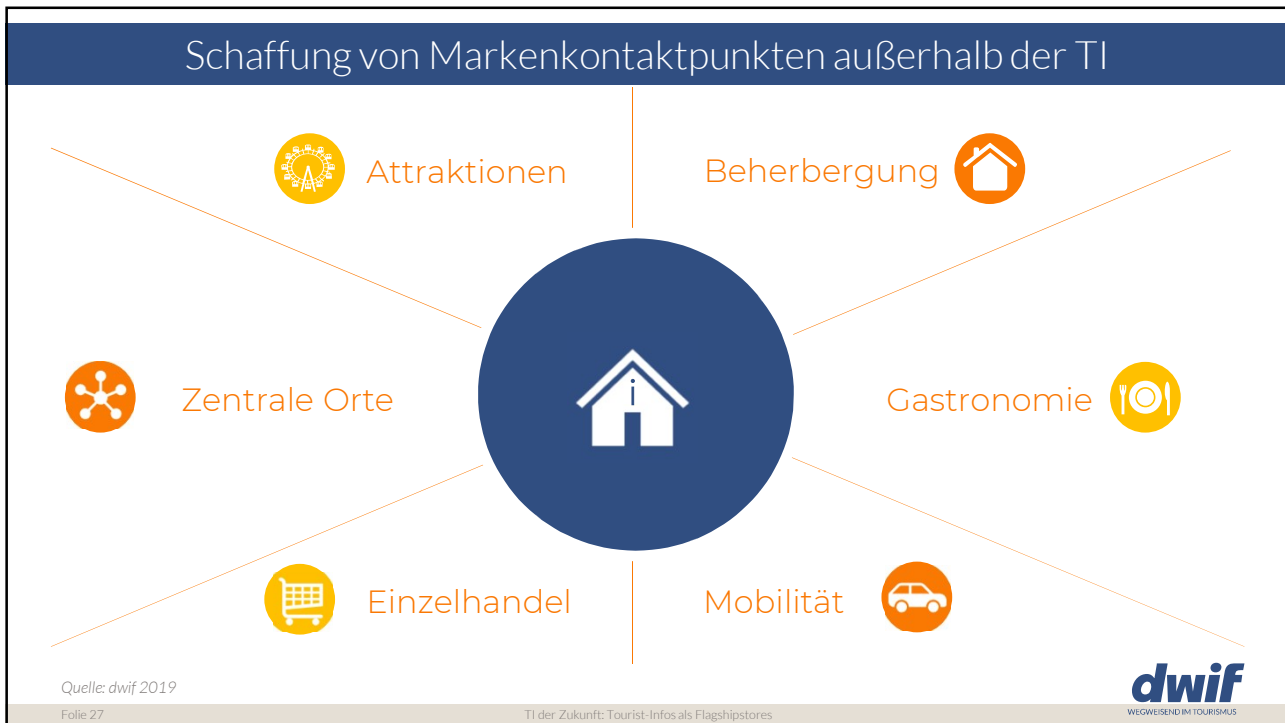 Schaffung von Markenkontaktpunkten außerhalb der TI
Attraktionen
Beherbergung
Zentrale Orte
i
Gastronomie
Einzelhandel
Mobilität
Quelle: dwif 2019
dwif
WEGWEISEND IM TOURISMUS
Folie 27
TI der Zukunft: Tourist-Infos als Flagshipstores